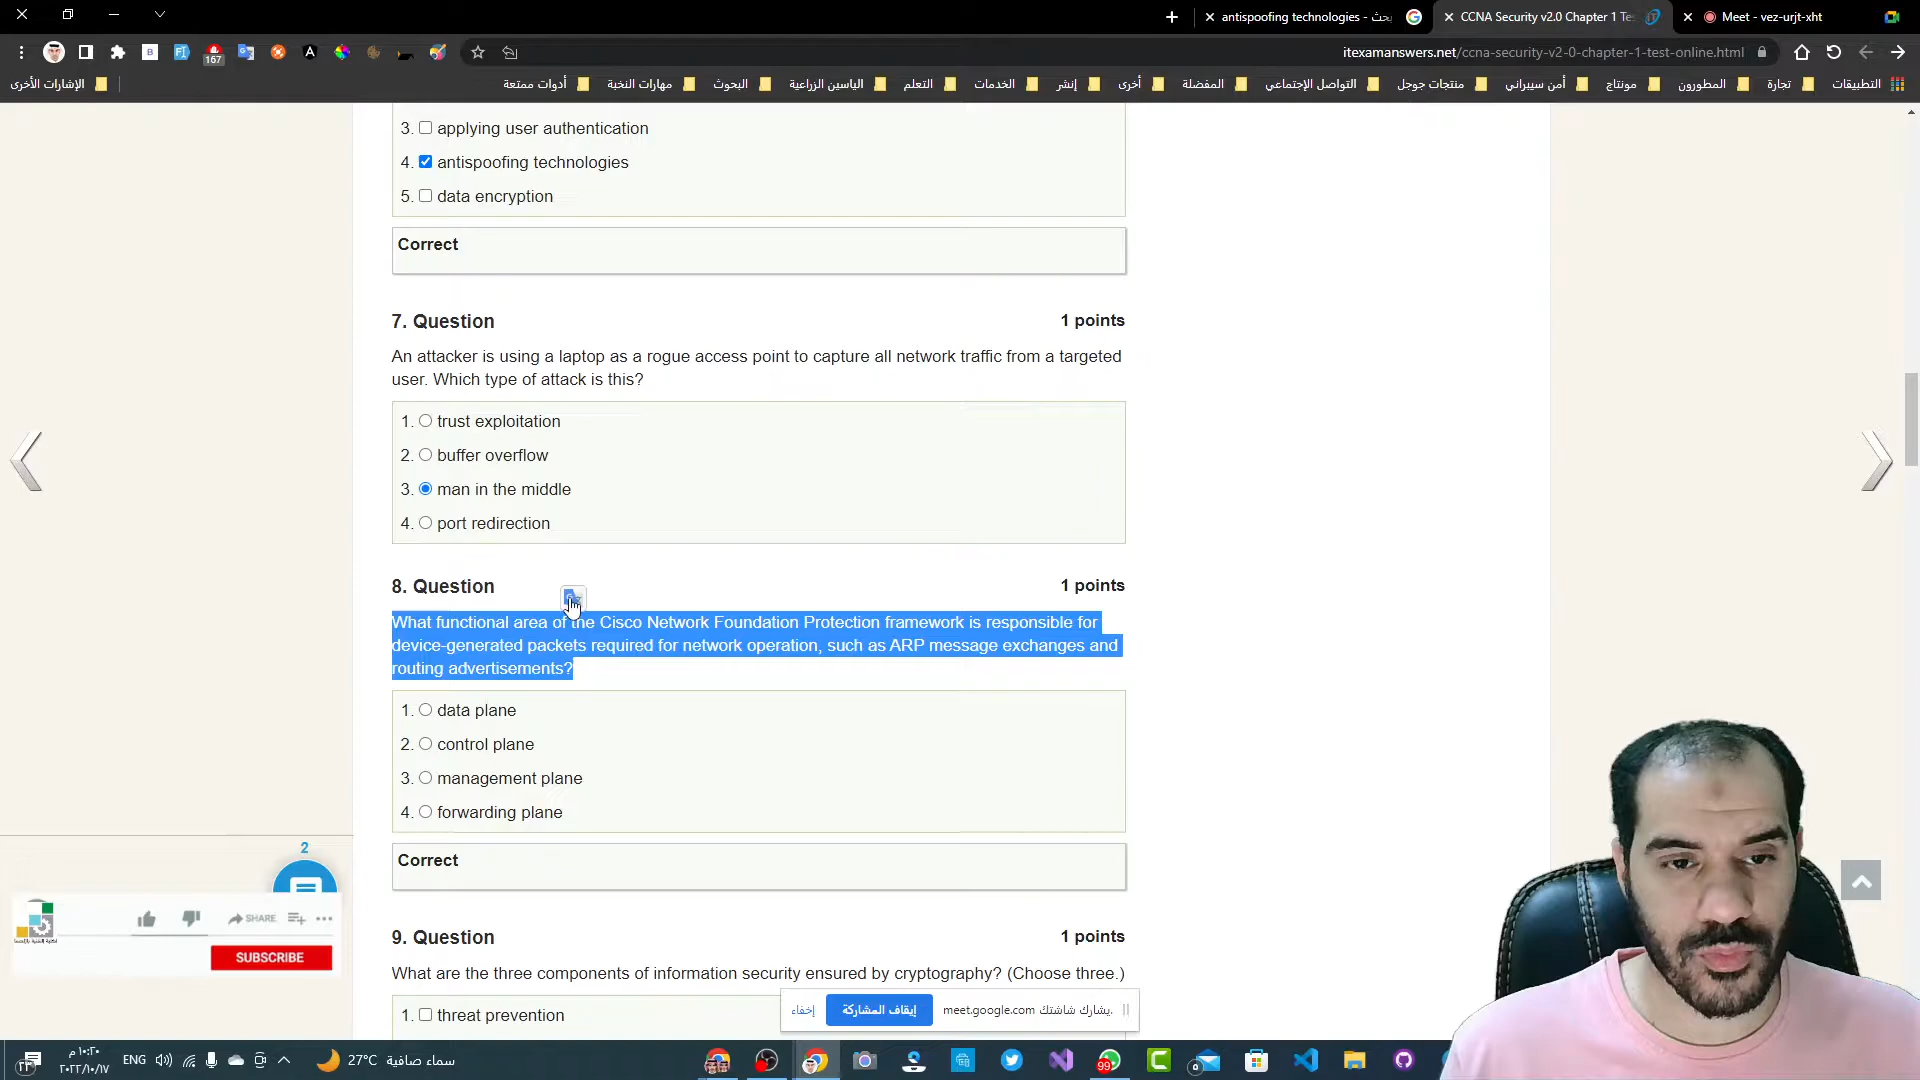 antispoofing technologies - بحث
CCNA Security v2.0 Chapter 1 Te
Meet - vez-urjt-xht
167
itexamanswers.net/ccna-security-v2-0-chapter-1-test-online.html
التطبيقات
تجارة
المطورون
مونتاج
أمن سيبراني
منتجات جوجل
التواصل الإجتماعي
المفضلة
أخرى
إنشر
الخدمات
التعلم
الياسين الزراعية
البحوث
مهارات النخبة
أدوات ممتعة
الإشارات الأخرى
3. applying user authentication
4. antispoofing technologies
5. data encryption
Correct
7. Question
1 points
An attacker is using a laptop as a rogue access point to capture all network traffic from a targeted
user. Which type of attack is this?
1. trust exploitation
2. buffer overflow
3. man in the middle
4. port redirection
8. Question
1 points
What functional area of the Cisco Network Foundation Protection framework is responsible for
device-generated packets required for network operation, such as ARP message exchanges and
routing advertisements?
1. data plane
2. control plane
3. management plane
4. forwarding plane
Correct
2
SHARE
SUBSCRIBE
9. Question
1 points
What are the three components of information security ensured by cryptography? (Choose three.)
1. threat prevention
يشارك شاشتك meet.google.com
إيقاف المشاركة
إخفاء
١٠:٢٠ م
٢٠٢٢/١٠/١٧
ENG
27°C سماء صافية
99